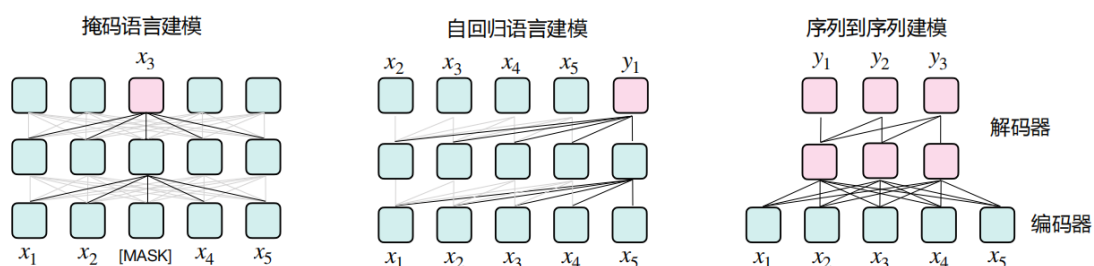 掩码语言建模 自回归语言建模 序列到序列建模
x3 x2 x3 x4 x5 y1 y1 y2 y3
解码器
编码器
x1 x2 [MASK] x4 x5 x1 x2 x3 x4 x5 x1 x2 x3 x4 x5